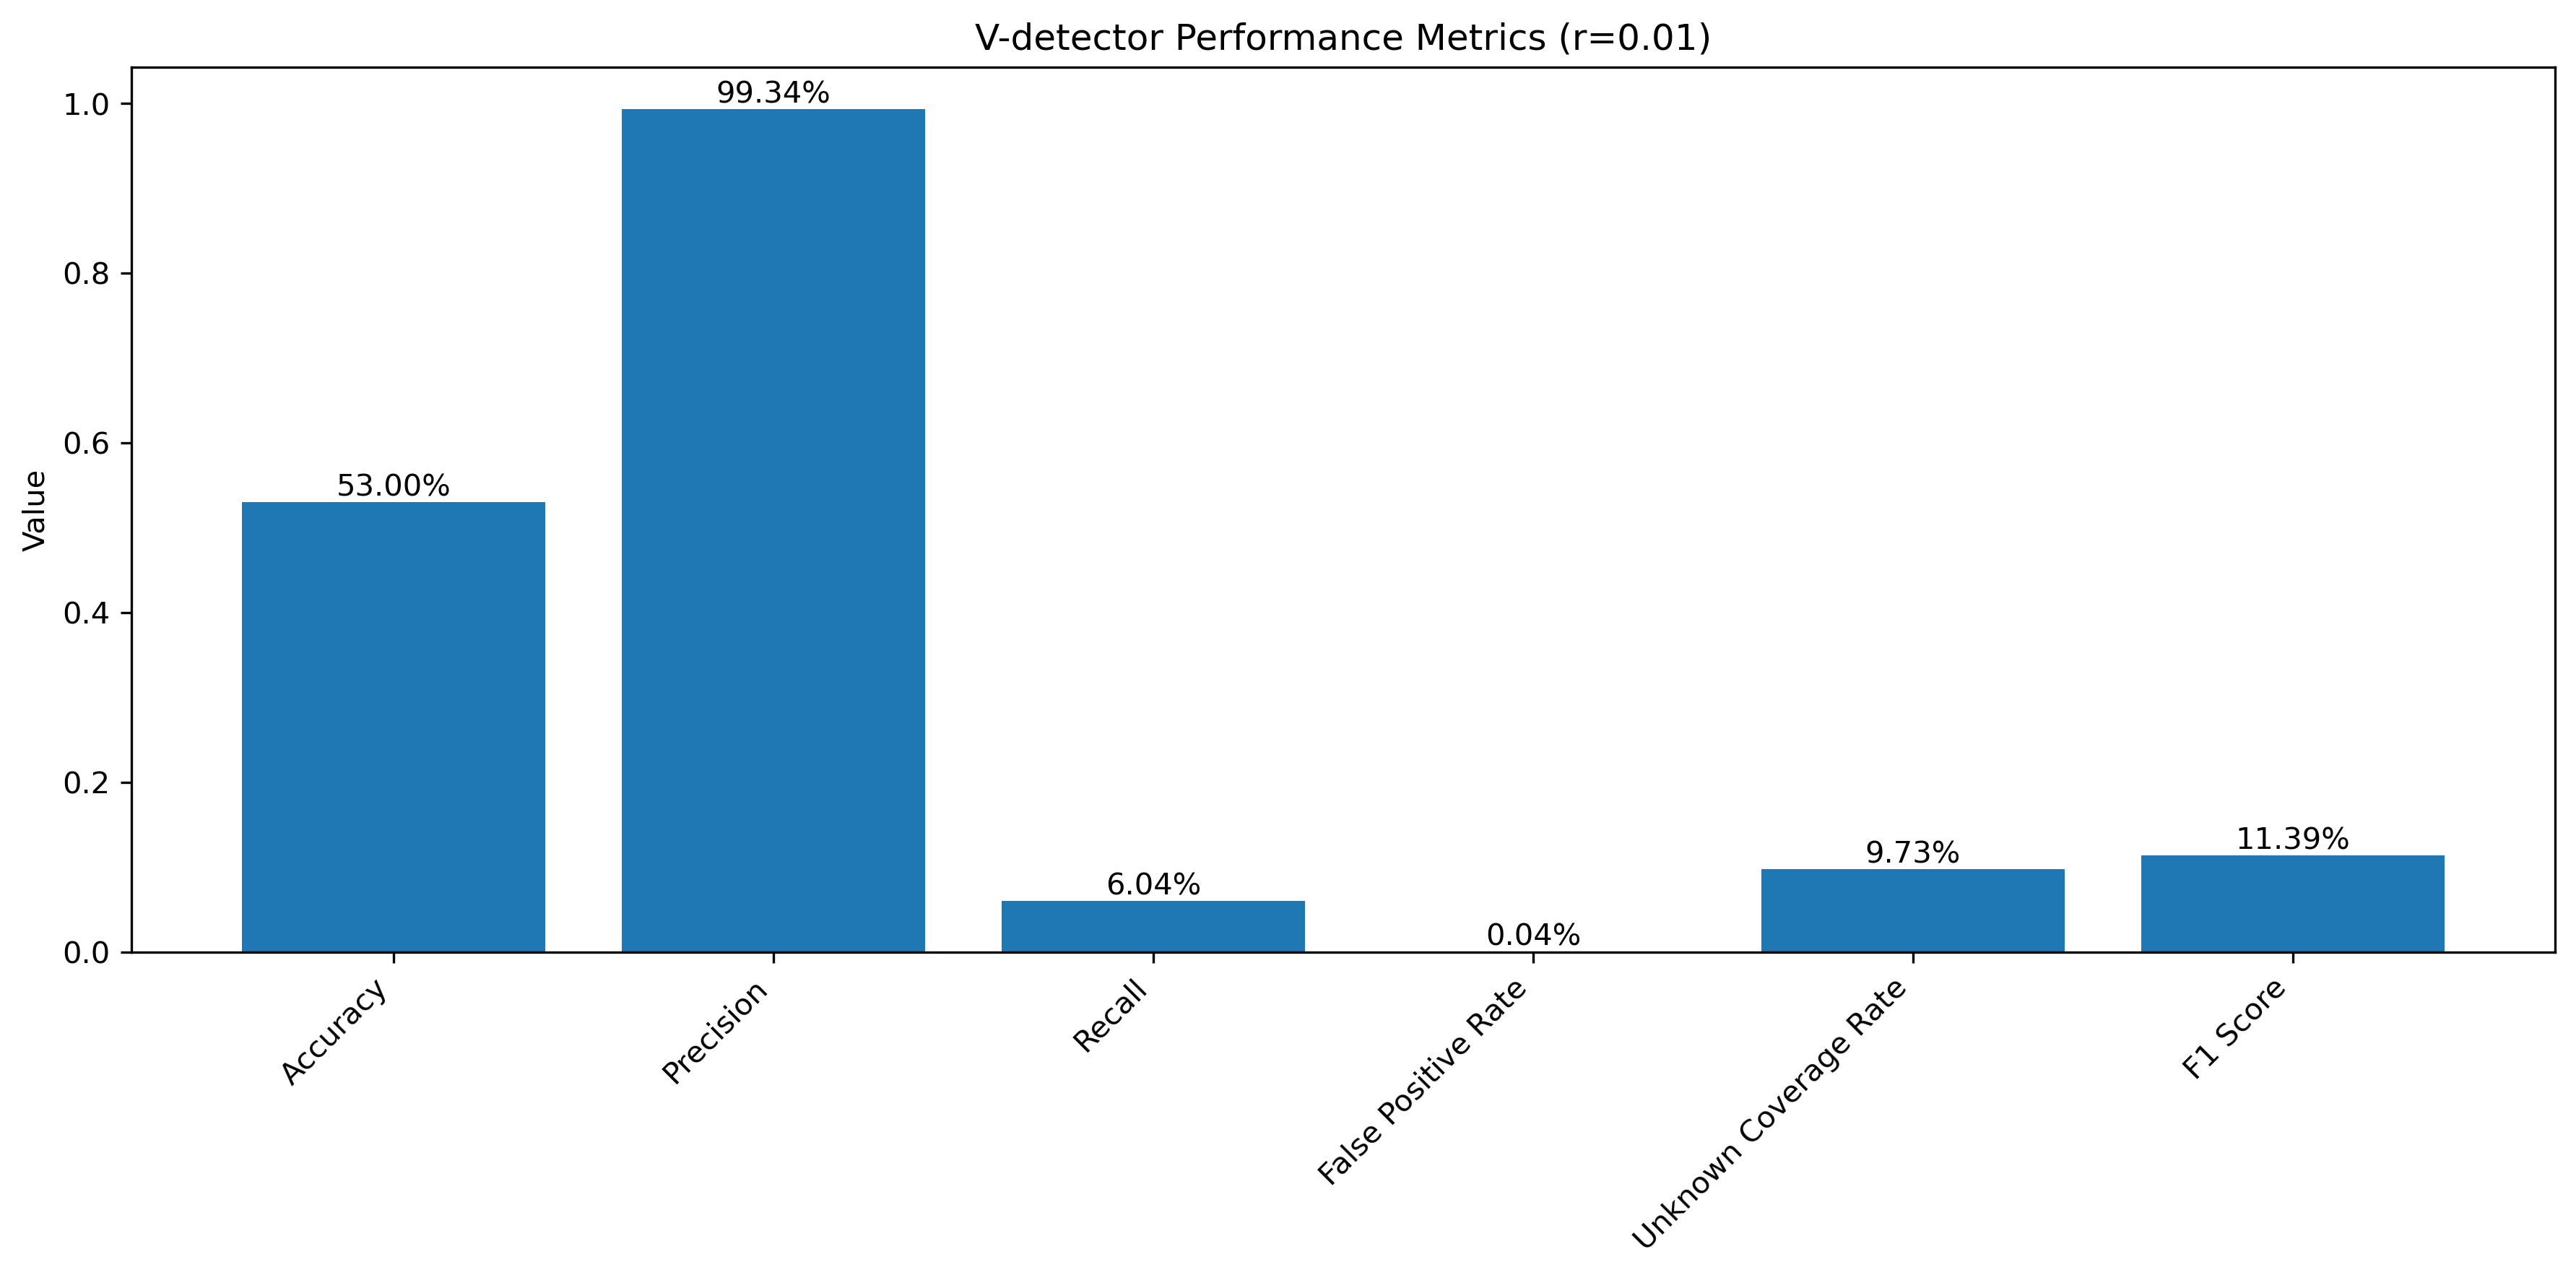 V-detector Performance Metrics (r=0.01)
Value
1.0
0.8
0.6
0.4
0.2
0.0
53.00%
99.34%
6.04%
0.04%
9.73%
11.39%
Accuracy
Precision
Recall
False Positive Rate
Unknown Coverage Rate
F1 Score